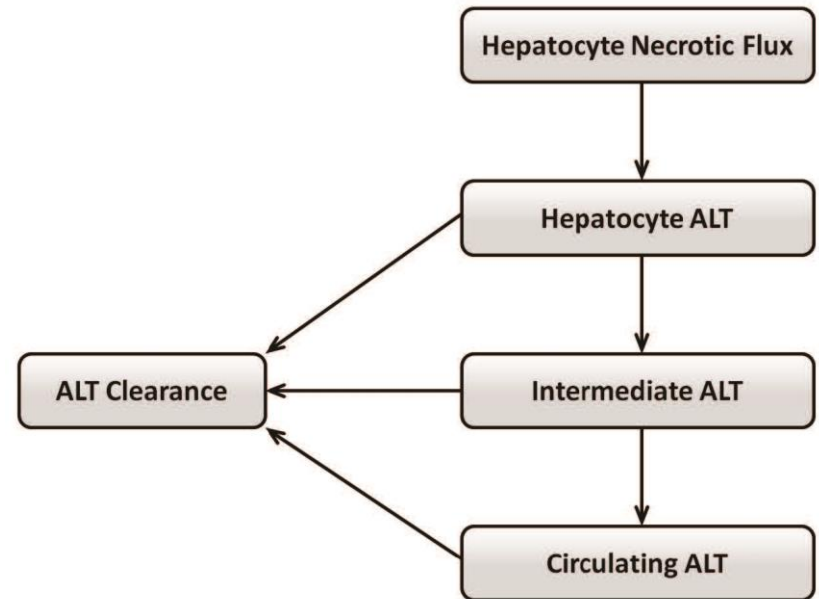 Hepatocyte Necrotic Flux
Hepatocyte ALT
ALT Clearance
Intermediate ALT
Circulating ALT